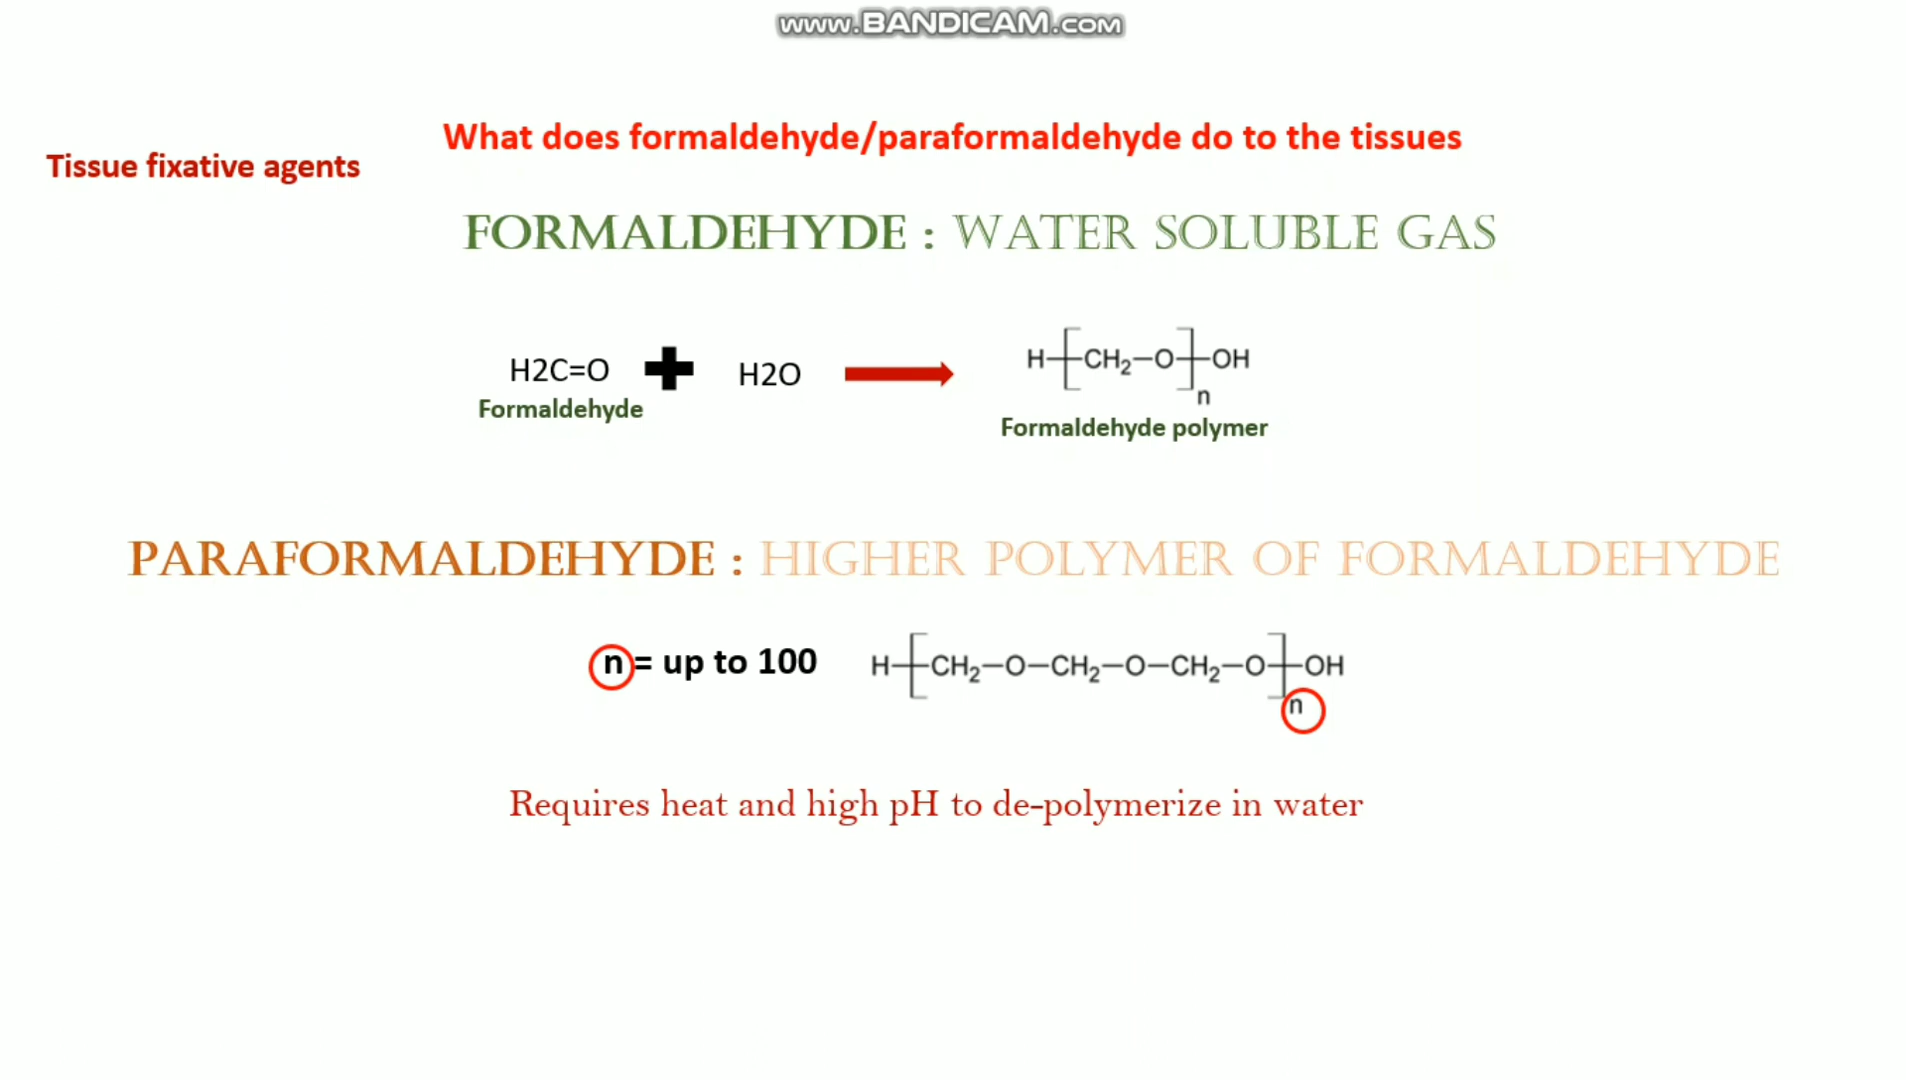 www.BANDICAM.com
What does formaldehyde/paraformaldehyde do to the tissues
Tissue fixative agents
FORMALDEHYDE : WATER SOLUBLE GAS
H2C=O + H2O
H[CH₂-O]ₙOH
Formaldehyde
Formaldehyde polymer
PARAFORMALDEHYDE : HIGHER POLYMER OF FORMALDEHYDE
n = up to 100
H[CH₂-O-CH₂-O-CH₂-O]ₙOH
Requires heat and high pH to de-polymerize in water